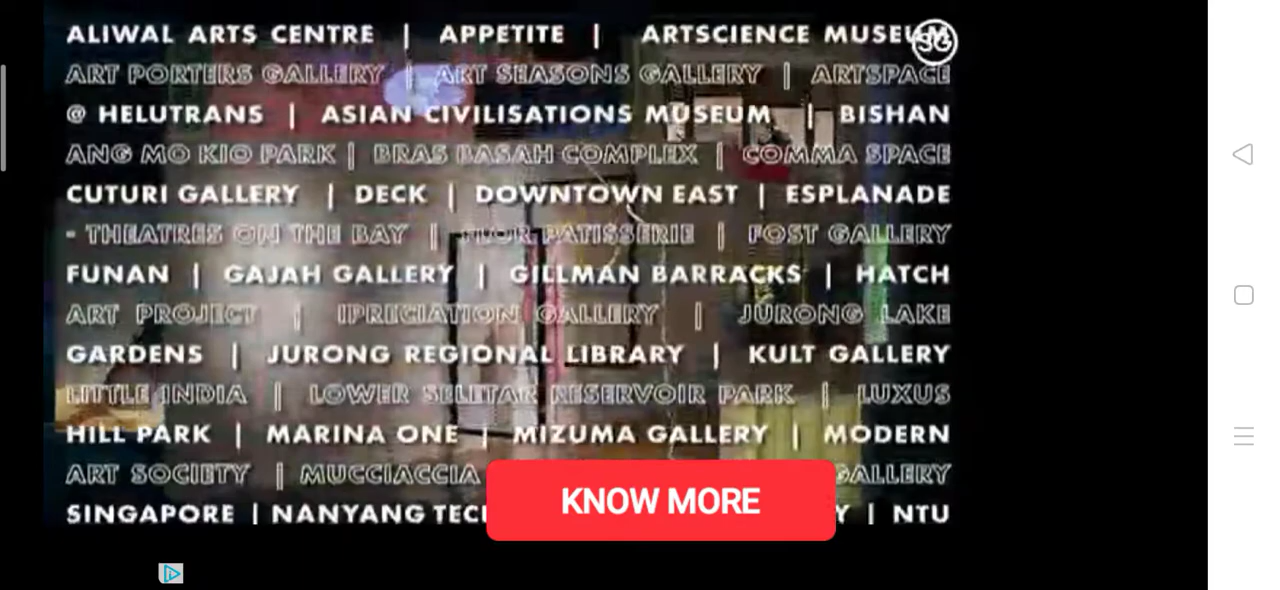 ALIWAL ARTS CENTRE | APPETITE | ARTSCIENCE MUSEUM
SG
ART PORTERS GALLERY | ART SEASONS GALLERY | ARTSPACE
@ HELUTRANS | ASIAN CIVILISATIONS MUSEUM | BISHAN
ANG MO KIO PARK | BRAS BASAH COMPLEX | COMMA SPACE
CUTURI GALLERY | DECK | DOWNTOWN EAST | ESPLANADE
- THEATRES ON THE BAY | FLOR PATISSERIE | FOST GALLERY
FUNAN | GAJAH GALLERY | GILLMAN BARRACKS | HATCH
ART PROJECT | IPRECIATION GALLERY | JURONG LAKE
GARDENS | JURONG REGIONAL LIBRARY | KULT GALLERY
LITTLE INDIA | LOWER SELETAR RESERVOIR PARK | LUXUS
HILL PARK | MARINA ONE | MIZUMA GALLERY | MODERN
ART SOCIETY | MUCCIACCIA GALLERY
SINGAPORE | NANYANG | NTU
KNOW MORE